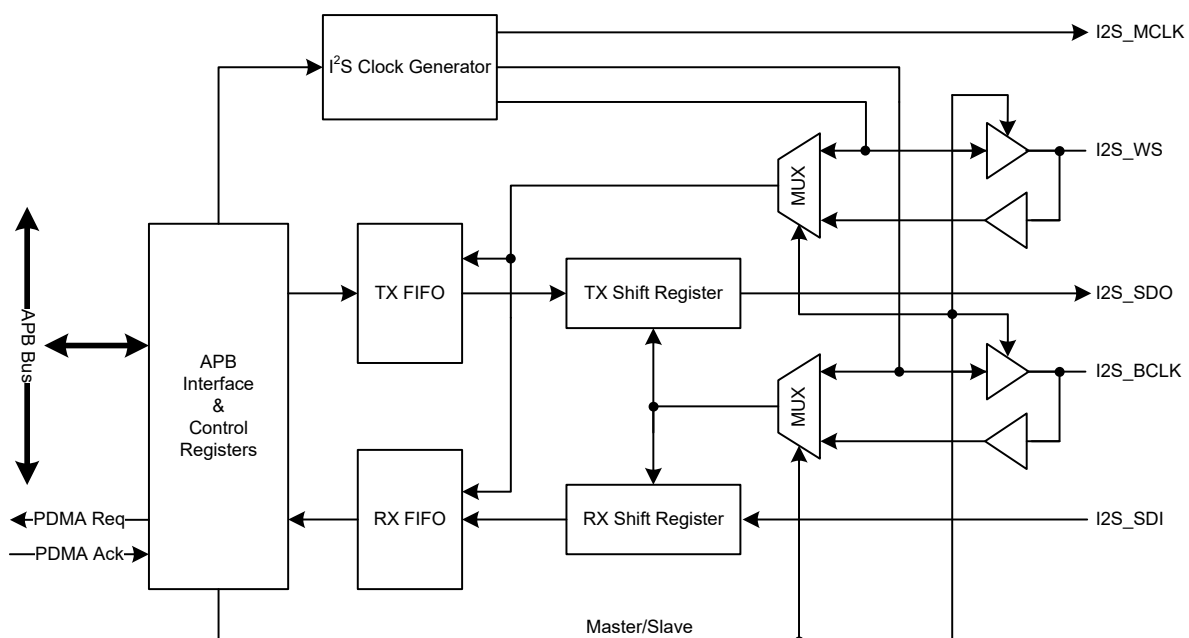 I2S_MCLK
I²S Clock Generator
I2S_WS
MUX
TX FIFO
TX Shift Register
I2S_SDO
APB Bus
APB
Interface
&
Control
Registers
I2S_BCLK
MUX
PDMA Req
RX FIFO
RX Shift Register
I2S_SDI
PDMA Ack
Master/Slave